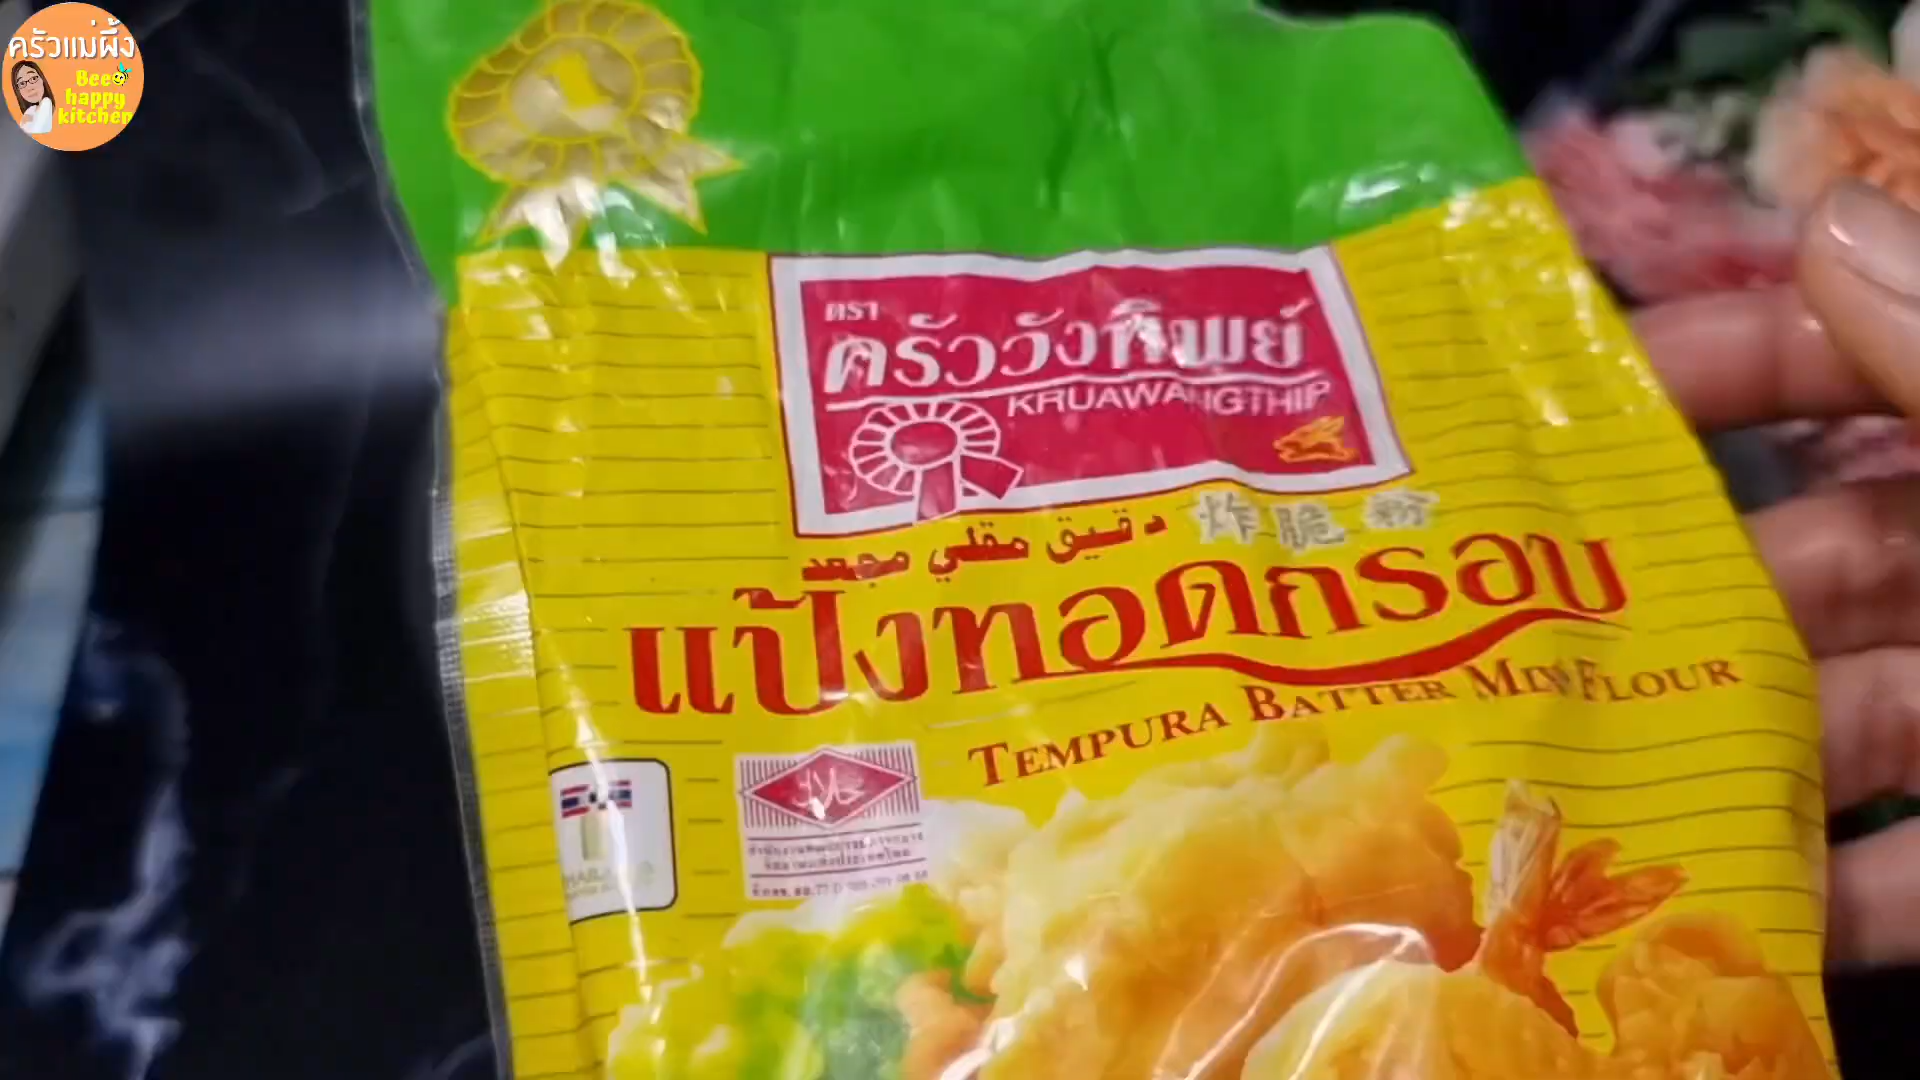 ครัวแม่ผึ้ง
Bee
happy
kitchen
ตรา
ครัววังทิพย์
KRUAWANGTHIP
炸脆粉
دقيق مقلي مجعد
แป้งทอดกรอบ
TEMPURA BATTER MIX FLOUR